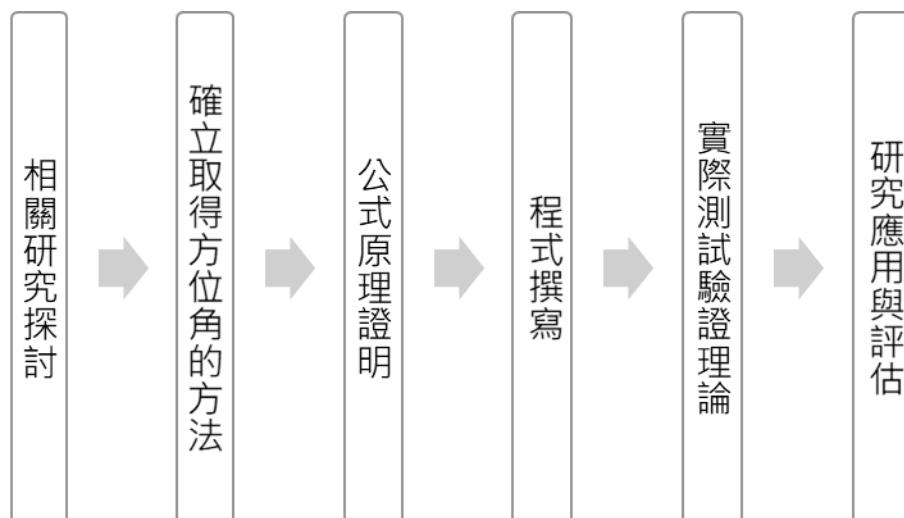 相關研究探討
確立取得方位角的方法
公式原理證明
程式撰寫
實際測試驗證理論
研究應用與評估